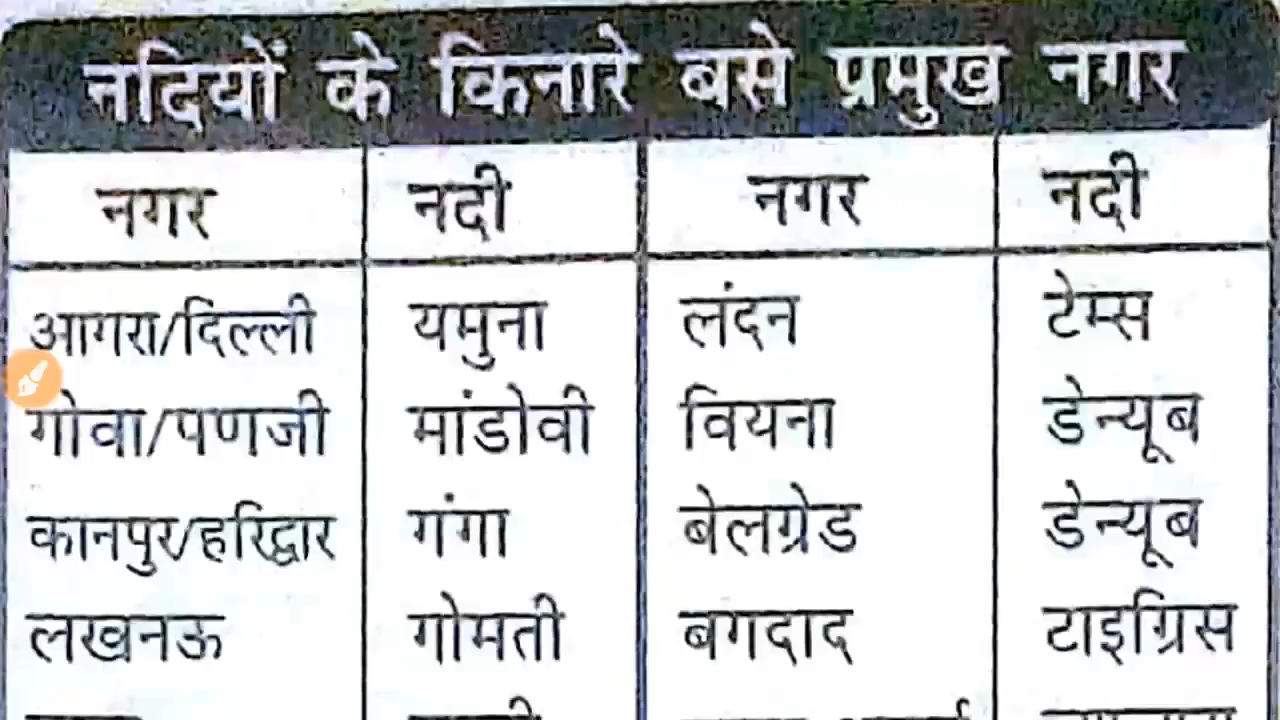 नदियों के किनारे बसे प्रमुख नगर
नगर नदी नगर नदी
आगरा/दिल्ली यमुना लंदन टेम्स
गोवा/पणजी मांडोवी वियना डेन्यूब
कानपुर/हरिद्वार गंगा बेलग्रेड डेन्यूब
लखनऊ गोमती बगदाद टाइग्रिस